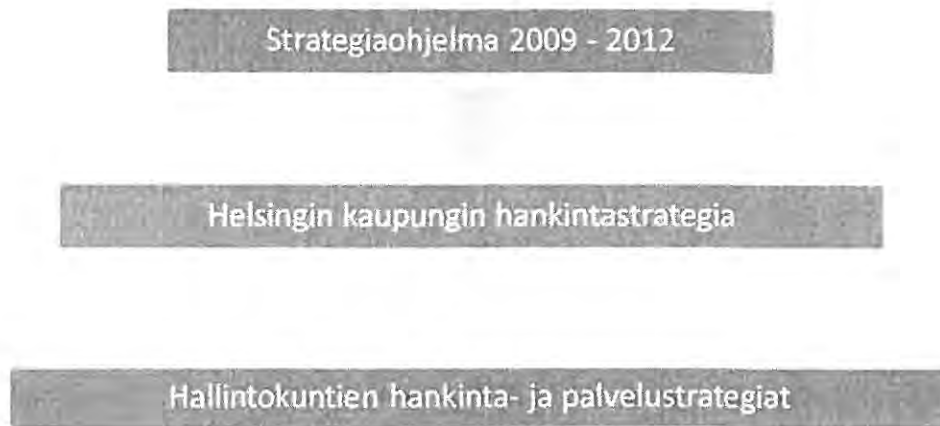 Strategiaohjelma 2009 - 2012
Helsingin kaupungin hankintastrategia
Hallintokuntien hankinta- ja palvelustrategiat